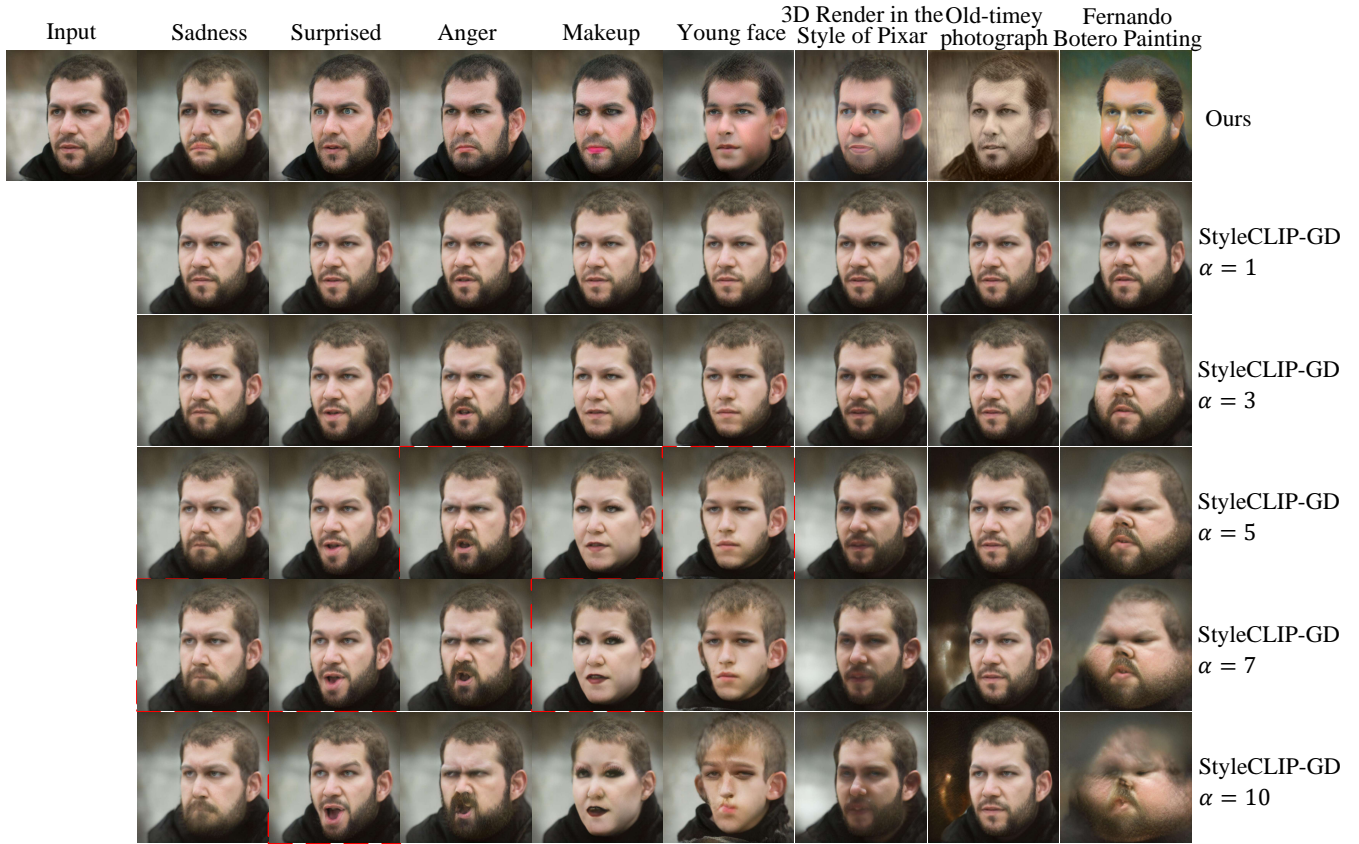 Input
Sadness
Surprised
Anger
Makeup
Young face
3D Render in the
Style of Pixar
Old-timey
photograph
Fernando
Botero Painting
Ours
StyleCLIP-GD
α = 1
StyleCLIP-GD
α = 3
StyleCLIP-GD
α = 5
StyleCLIP-GD
α = 7
StyleCLIP-GD
α = 10